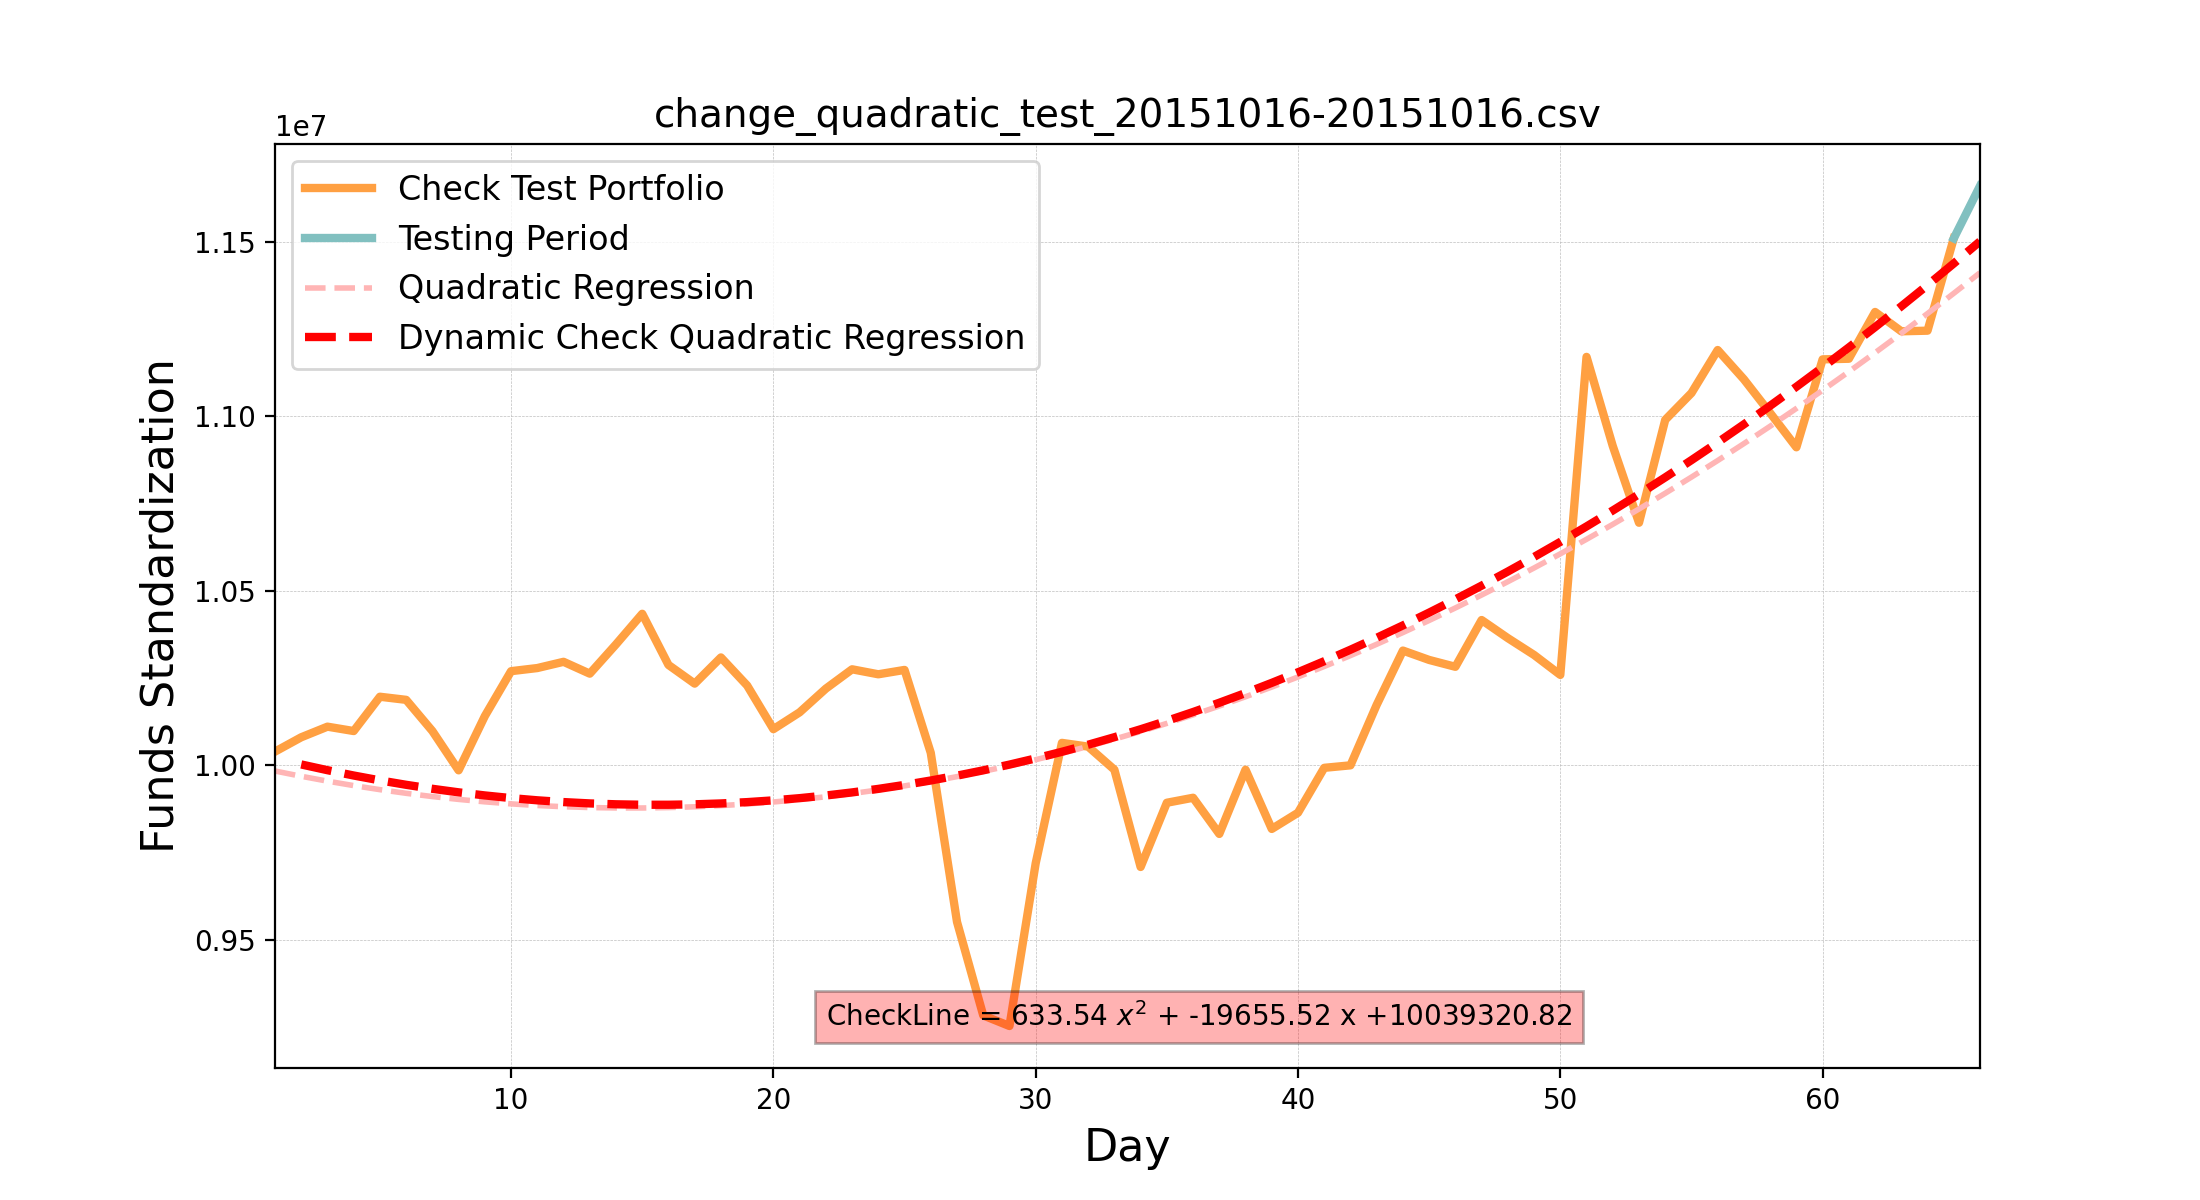 change_quadratic_test_20151016-20151016.csv
1e7
Check Test Portfolio
Testing Period
Quadratic Regression
Dynamic Check Quadratic Regression
1.15
1.10
1.05
1.00
0.95
Funds Standardization
CheckLine = 633.54 x² + -19655.52 x +10039320.82
10 20 30 40 50 60
Day